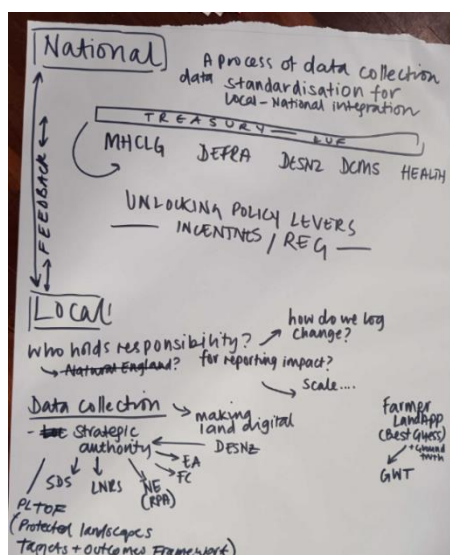 National
A process of data collection
data standardisation for
Local-National integration
TREASURY = LUF
MHCLG DEFRA DESNZ DCMS HEALTH
FEEDBACK
UNLOCKING POLICY LEVERS
— INCENTIVES / REG —
Local
who holds responsibility?
how do we log
change?
Natural England?
for reporting impact?
Scale....
Data collection
making
land digital
Strategic
authority
DESNZ
EA
FC
SDS
LNRS
NE
(RPA)
PLTOF
(Protected landscapes
Targets + Outcomes Framework)
Farmer
LandApp
(Best Guess)
+ Ground
truth
GWT